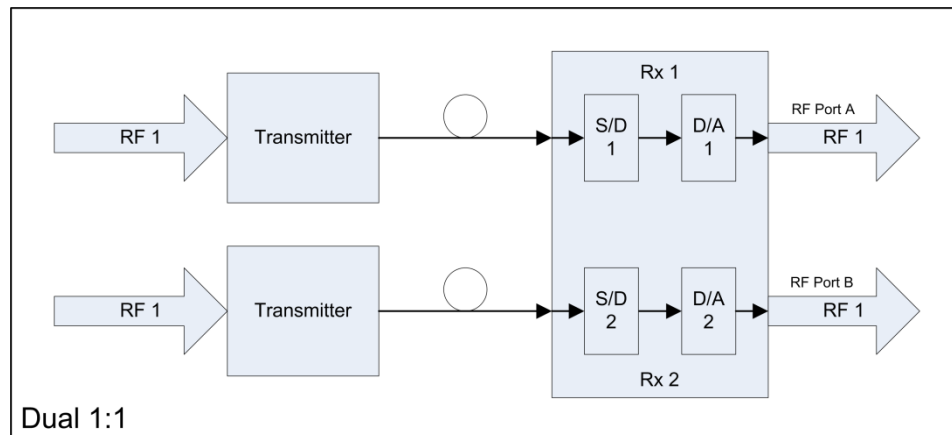 Rx 1
RF Port A
RF 1
Transmitter
S/D
1
D/A
1
RF 1
RF Port B
RF 1
Transmitter
S/D
2
D/A
2
RF 1
Rx 2
Dual 1:1